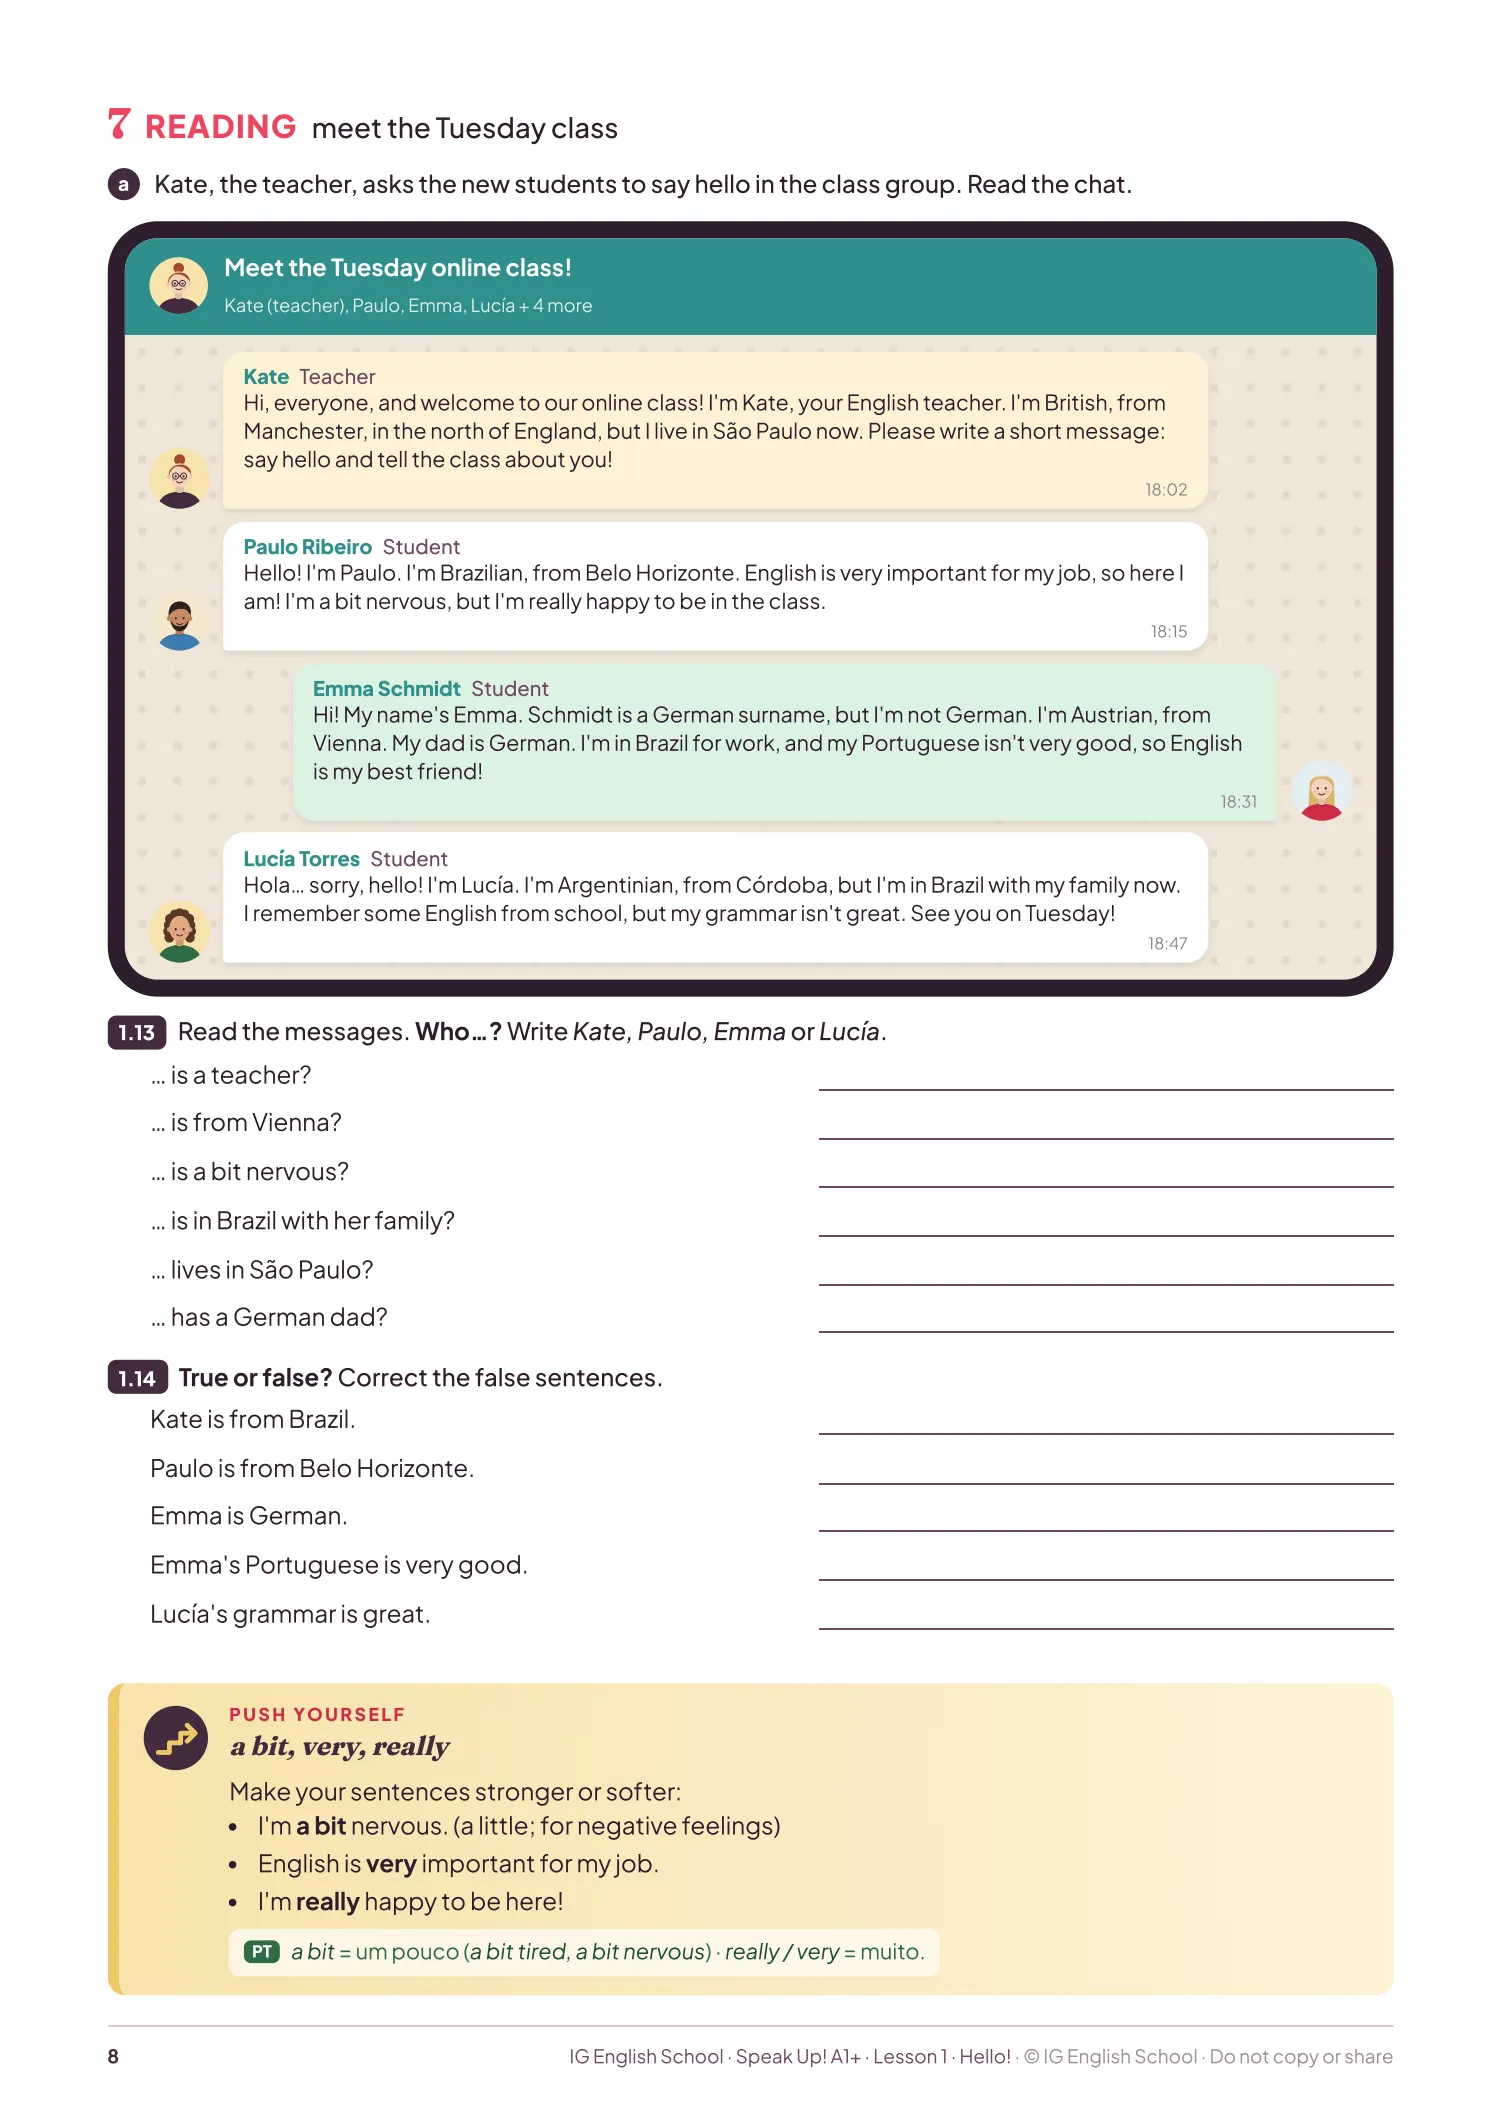 7 READING meet the Tuesday class
a Kate, the teacher, asks the new students to say hello in the class group. Read the chat.
Meet the Tuesday online class!
Kate (teacher), Paulo, Emma, Lucía + 4 more
Kate Teacher
Hi, everyone, and welcome to our online class! I'm Kate, your English teacher. I'm British, from
Manchester, in the north of England, but I live in São Paulo now. Please write a short message:
say hello and tell the class about you!
18:02
Paulo Ribeiro Student
Hello! I'm Paulo. I'm Brazilian, from Belo Horizonte. English is very important for my job, so here I
am! I'm a bit nervous, but I'm really happy to be in the class.
18:15
Emma Schmidt Student
Hi! My name's Emma. Schmidt is a German surname, but I'm not German. I'm Austrian, from
Vienna. My dad is German. I'm in Brazil for work, and my Portuguese isn't very good, so English
is my best friend!
18:31
Lucía Torres Student
Hola… sorry, hello! I'm Lucía. I'm Argentinian, from Córdoba, but I'm in Brazil with my family now.
I remember some English from school, but my grammar isn't great. See you on Tuesday!
18:47
1.13 Read the messages. Who…? Write Kate, Paulo, Emma or Lucía.
… is a teacher?
… is from Vienna?
… is a bit nervous?
… is in Brazil with her family?
… lives in São Paulo?
… has a German dad?
1.14 True or false? Correct the false sentences.
Kate is from Brazil.
Paulo is from Belo Horizonte.
Emma is German.
Emma's Portuguese is very good.
Lucía's grammar is great.
PUSH YOURSELF
a bit, very, really
Make your sentences stronger or softer:
• I'm a bit nervous. (a little; for negative feelings)
• English is very important for my job.
• I'm really happy to be here!
PT a bit = um pouco (a bit tired, a bit nervous) · really / very = muito.
8 IG English School · Speak Up! A1+ · Lesson 1 · Hello! · © IG English School · Do not copy or share